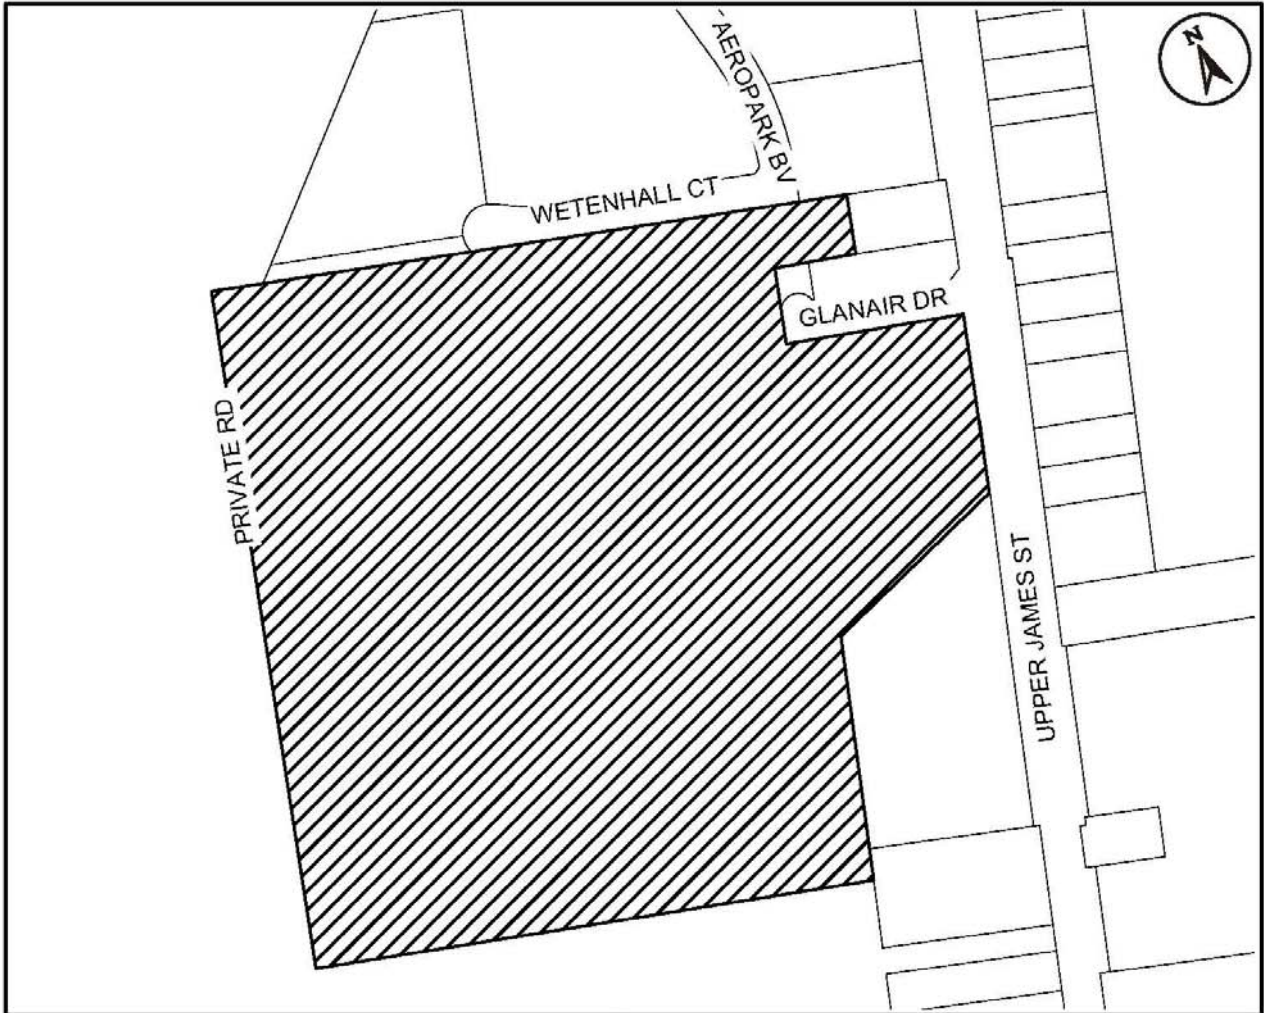 N
AEROPARK BV
WETENHALL CT
GLANAIR DR
PRIVATE RD
UPPER JAMES ST